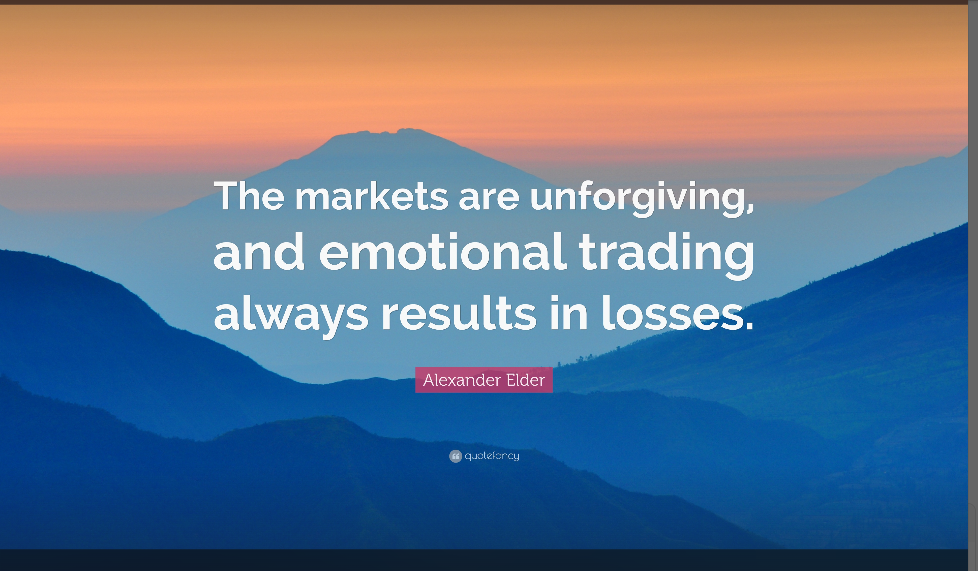 The markets are unforgiving,
and emotional trading
always results in losses.
Alexander Elder
quotefancy